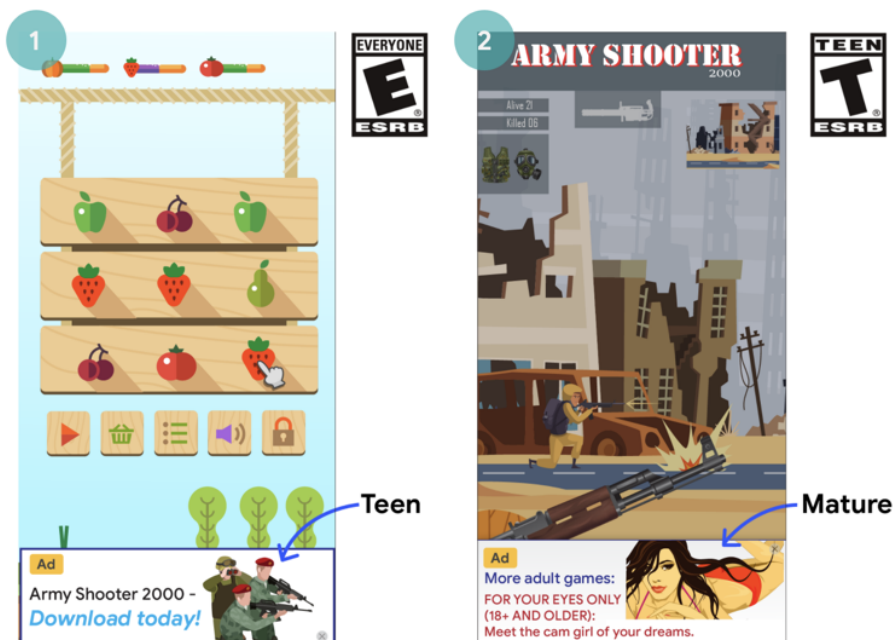 1
EVERYONE
E
®
ESRB
Teen
Ad
Army Shooter 2000 -
Download today!
2
ARMY SHOOTER
2000
TEEN
T
®
ESRB
Alive 21
Killed 06
Mature
Ad
More adult games:
FOR YOUR EYES ONLY
(18+ AND OLDER):
Meet the cam girl of your dreams.